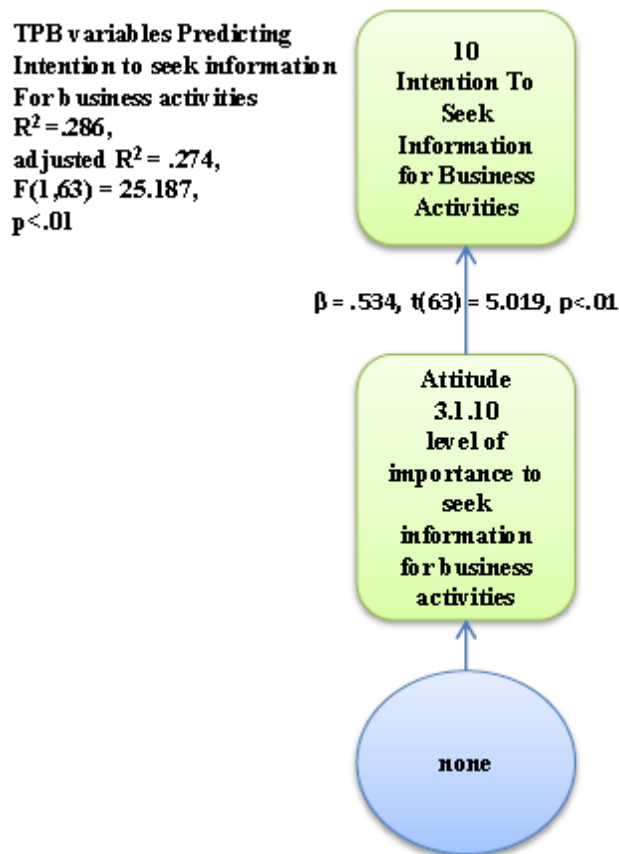 TPB variables Predicting
Intention to seek information
For business activities
R² =.286,
adjusted R² = .274,
F(1,63) = 25.187,
p<.01
10
Intention To
Seek
Information
for Business
Activities
β = .534, t(63) = 5.019, p<.01
Attitude
3.1.10
level of
importance to
seek
information
for business
activities
none